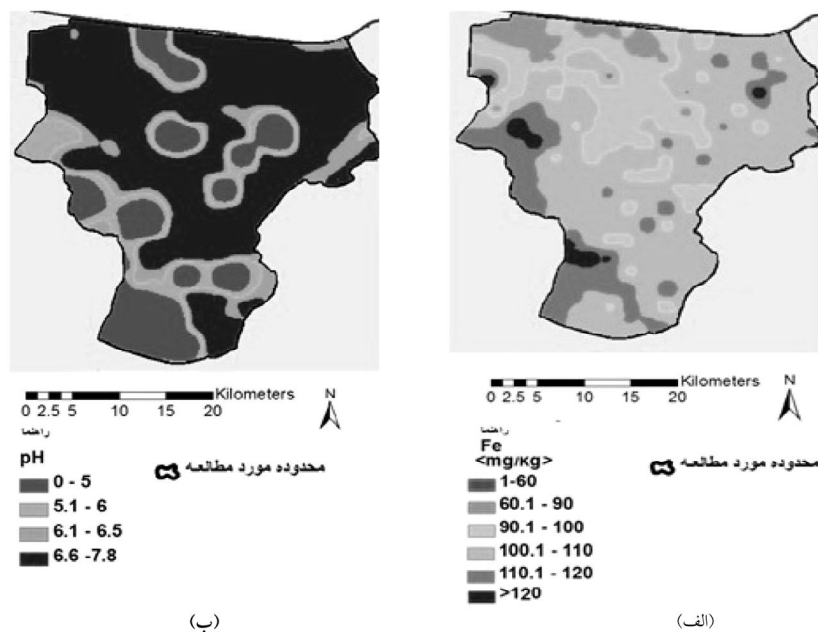 Kilometers
0 2.5 5 10 15 20
N
راهنما
pH
محدوده مورد مطالعه
0 - 5
5.1 - 6
6.1 - 6.5
6.6 -7.8
(ب)
Kilometers
0 2.5 5 10 15 20
N
راهنما
Fe
<mg/kg>
محدوده مورد مطالعه
1-60
60.1 - 90
90.1 - 100
100.1 - 110
110.1 - 120
>120
(الف)